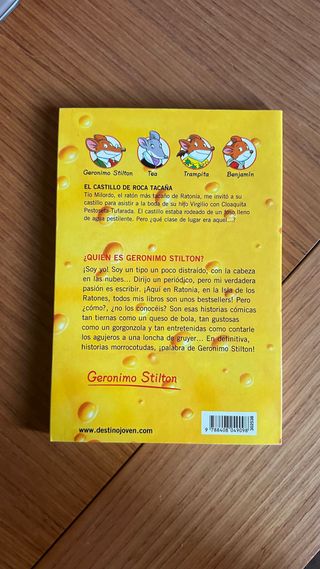 Geronimo Stilton
Tea
Trampita
Benjamín
EL CASTILLO DE ROCA TACAÑA
Tío Milordo, el ratón más tacaño de Ratonia, me invitó a su
castillo para asistir a la boda de su hijo Virgilio con Cloaquita
Pestoseta-Tufarada. El castillo estaba rodeado de un foso lleno
de agua pestilente. Pero ¿qué clase de lugar era aquel...?
¿QUIÉN ES GERONIMO STILTON?
¡Soy yo! Soy un tipo un poco distraído, con la cabeza
en las nubes... Dirijo un periódico, pero mi verdadera
pasión es escribir. ¡Aquí en Ratonia, en la Isla de los
Ratones, todos mis libros son unos bestsellers! Pero
¿cómo?, ¿no los conocéis? Son esas historias cómicas
tan tiernas como un queso de bola, tan gustosas
como un gorgonzola y tan entretenidas como contarle
los agujeros a una loncha de gruyer... En definitiva,
historias morrocotudas, ¡palabra de Geronimo Stilton!
Geronimo Stilton
www.destinojoven.com
9 788408 049098